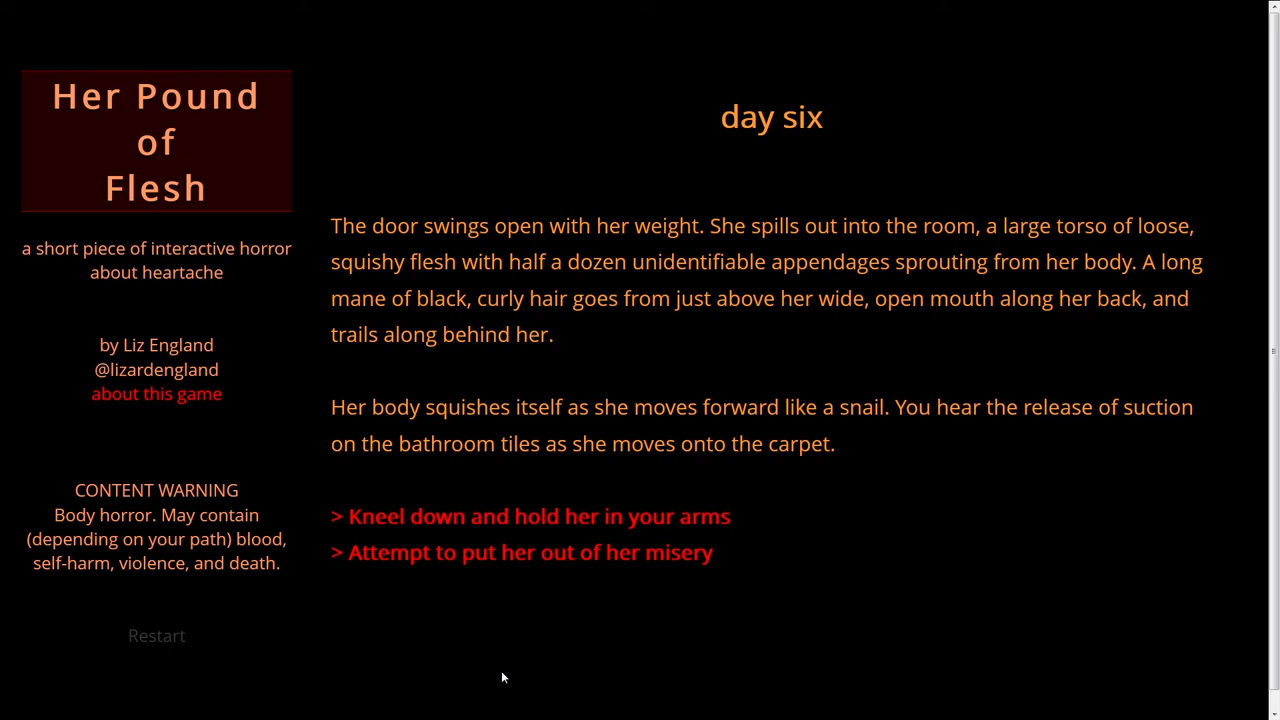 Her Pound
of
Flesh
a short piece of interactive horror
about heartache
by Liz England
@lizardengland
about this game
CONTENT WARNING
Body horror. May contain
(depending on your path) blood,
self-harm, violence, and death.
Restart
day six
The door swings open with her weight. She spills out into the room, a large torso of loose,
squishy flesh with half a dozen unidentifiable appendages sprouting from her body. A long
mane of black, curly hair goes from just above her wide, open mouth along her back, and
trails along behind her.
Her body squishes itself as she moves forward like a snail. You hear the release of suction
on the bathroom tiles as she moves onto the carpet.
> Kneel down and hold her in your arms
> Attempt to put her out of her misery